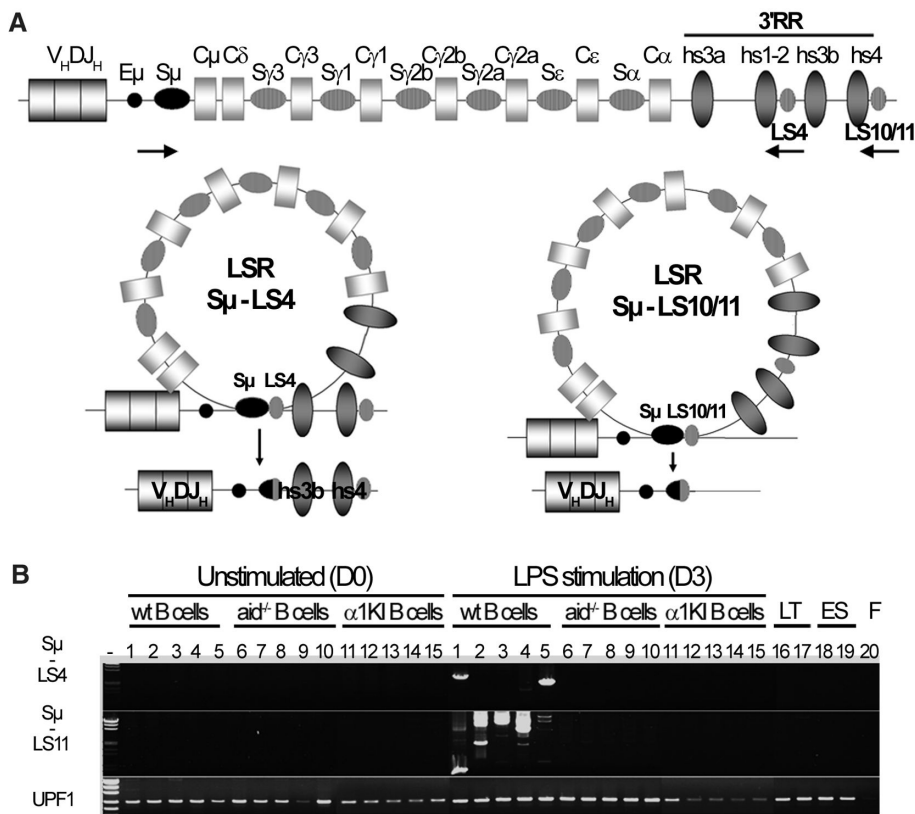 A
3'RR
VHDJH Eμ Sμ Cμ Cδ Sγ3 Cγ3 Sγ1 Cγ1 Sγ2b Cγ2b Sγ2a Cγ2a Sε Cε Sα Cα hs3a hs1-2 hs3b hs4
LS4 LS10/11
LSR
Sμ - LS4
LSR
Sμ - LS10/11
Sμ LS4
Sμ LS10/11
VHDJH hs3b hs4
VHDJH
B
Unstimulated (D0) LPS stimulation (D3)
wt B cells aid-/- B cells α1KI B cells wt B cells aid-/- B cells α1KI B cells LT ES F
- 1 2 3 4 5 6 7 8 9 10 11 12 13 14 15 1 2 3 4 5 6 7 8 9 10 11 12 13 14 15 16 17 18 19 20
Sμ
-
LS4
Sμ
-
LS11
UPF1